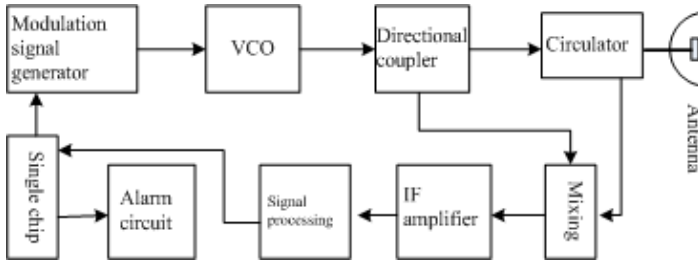 Modulation
signal
generator
VCO
Directional
coupler
Circulator
Antenna
Single chip
Alarm
circuit
Signal
processing
IF
amplifier
Mixing